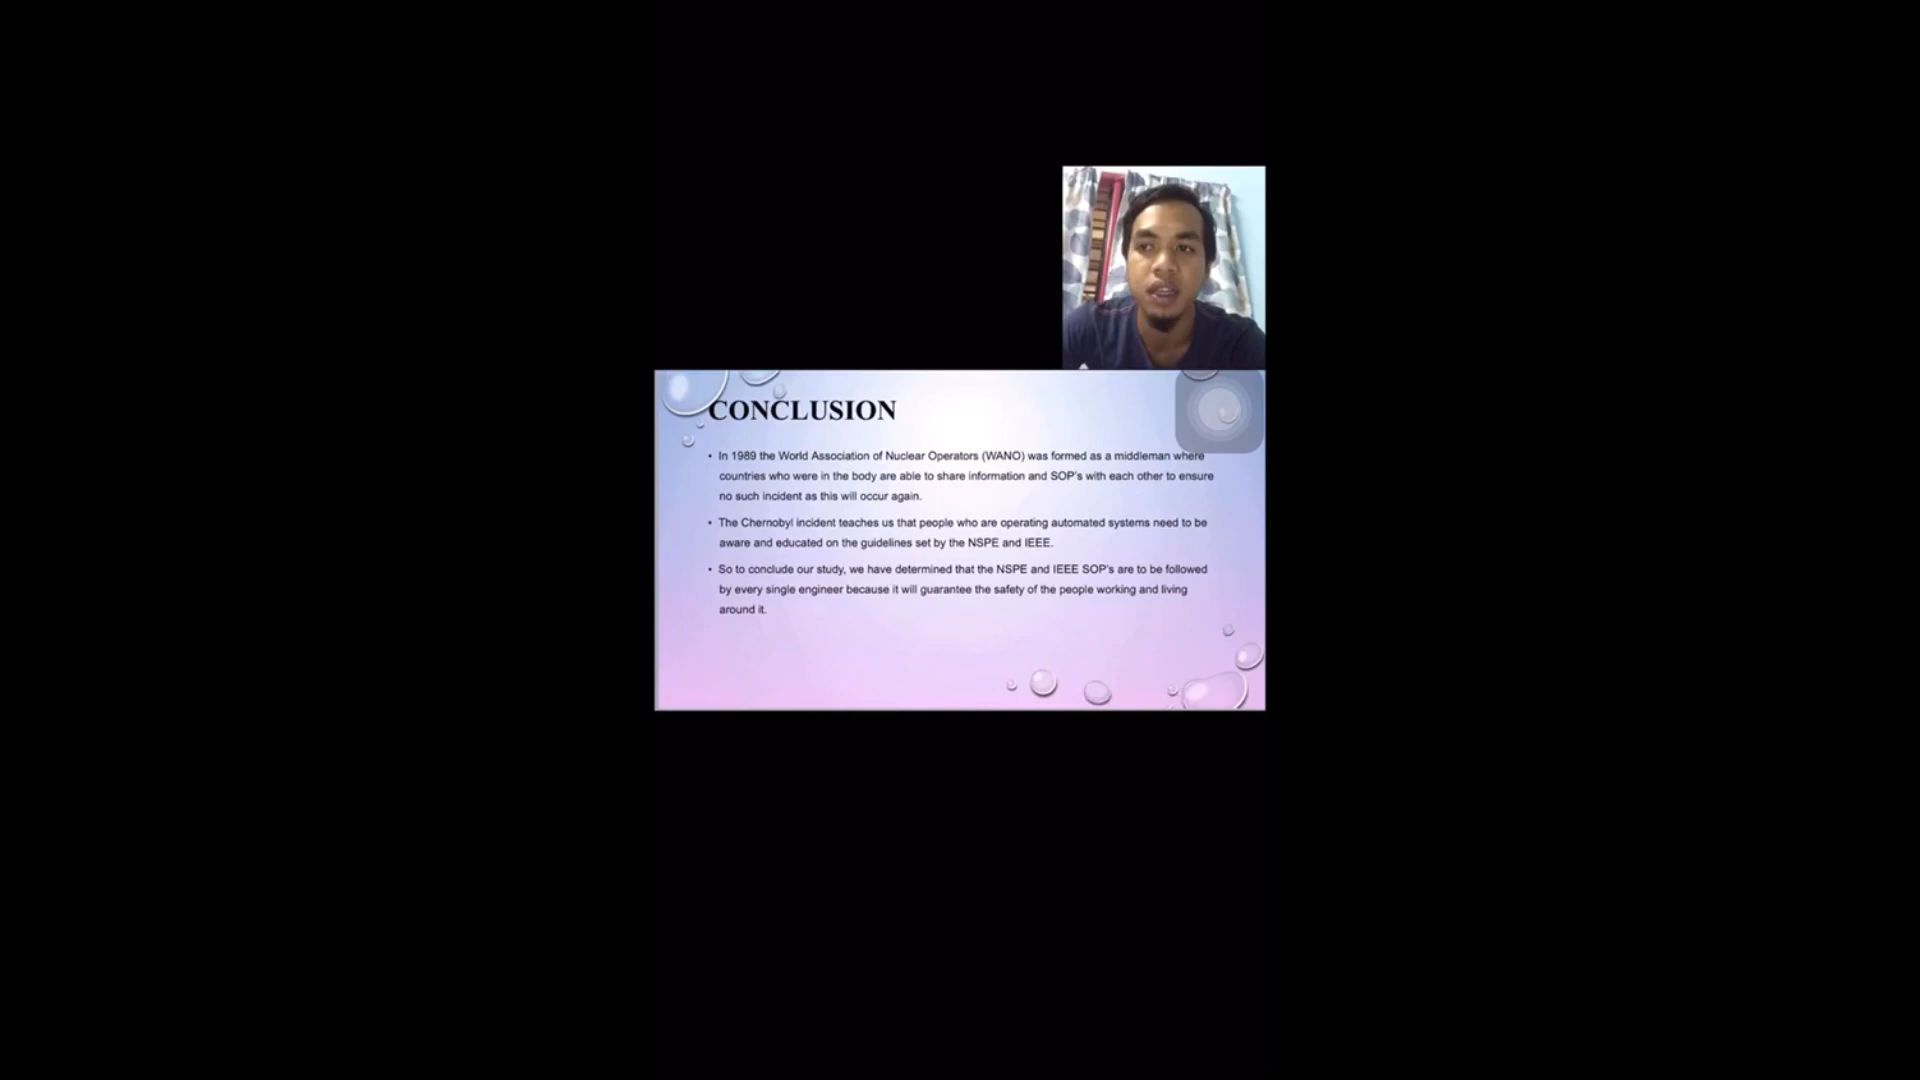 CONCLUSION
• In 1989 the World Association of Nuclear Operators (WANO) was formed as a middleman where
countries who were in the body are able to share information and SOP's with each other to ensure
no such incident as this will occur again.
• The Chernobyl incident teaches us that people who are operating automated systems need to be
aware and educated on the guidelines set by the NSPE and IEEE.
• So to conclude our study, we have determined that the NSPE and IEEE SOP's are to be followed
by every single engineer because it will guarantee the safety of the people working and living
around it.